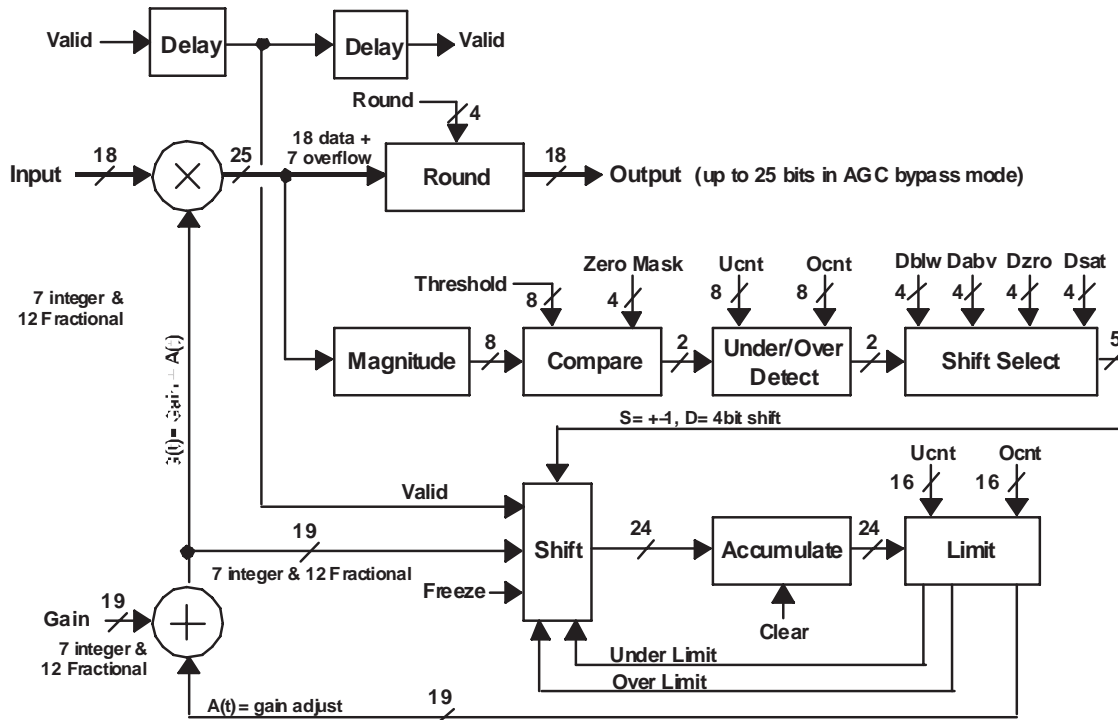 Valid
Delay
Delay
Valid
Round
4
18 data +
7 overflow
Input
18
25
Round
18
Output (up to 25 bits in AGC bypass mode)
7 integer &
12 Fractional
Threshold
8
Zero Mask
4
Ucnt
8
Ocnt
8
Dblw
4
Dabv
4
Dzro
4
Dsat
4
Magnitude
8
Compare
2
Under/Over
Detect
2
Shift Select
5
A(t)
S= +-1, D= 4bit shift
Ucnt
16
Ocnt
16
Valid
19
7 integer & 12 Fractional
Shift
24
Accumulate
24
Limit
Freeze
Clear
Gain
19
7 integer &
12 Fractional
Under Limit
Over Limit
A(t)= gain adjust
19